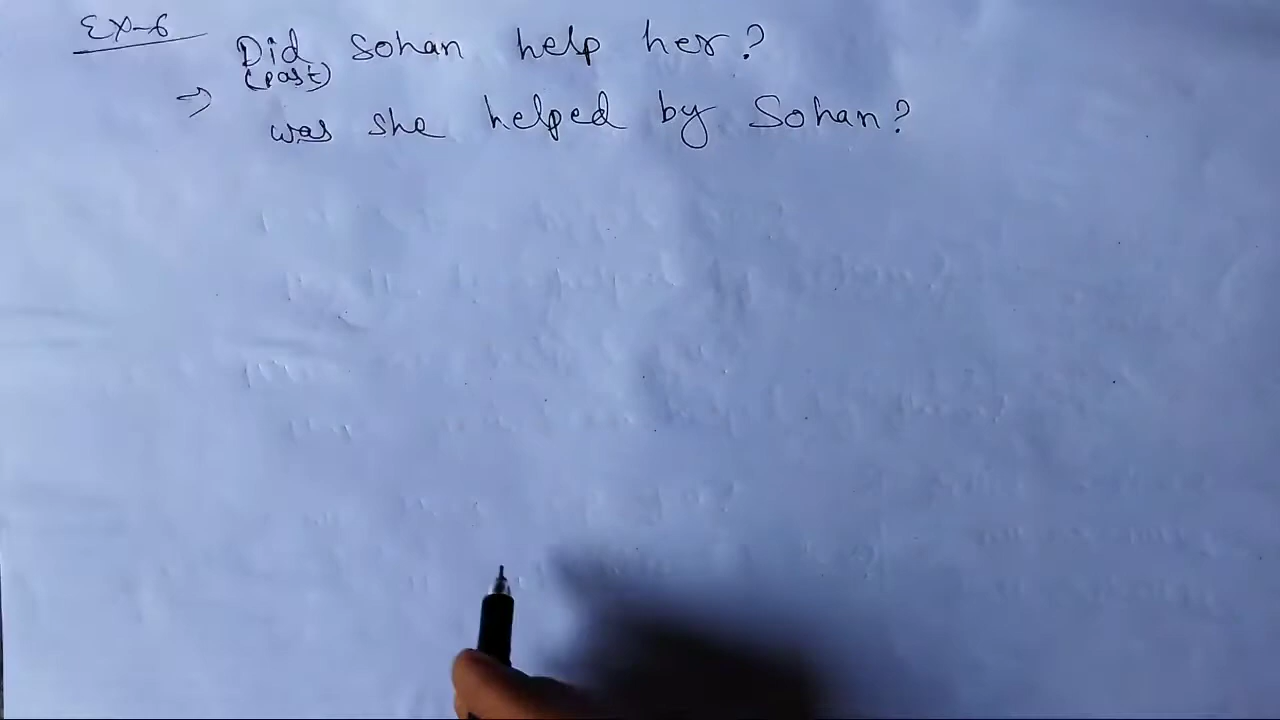 Ex-6
Did Sohan help her?
(past)
⇒ was she helped by Sohan?